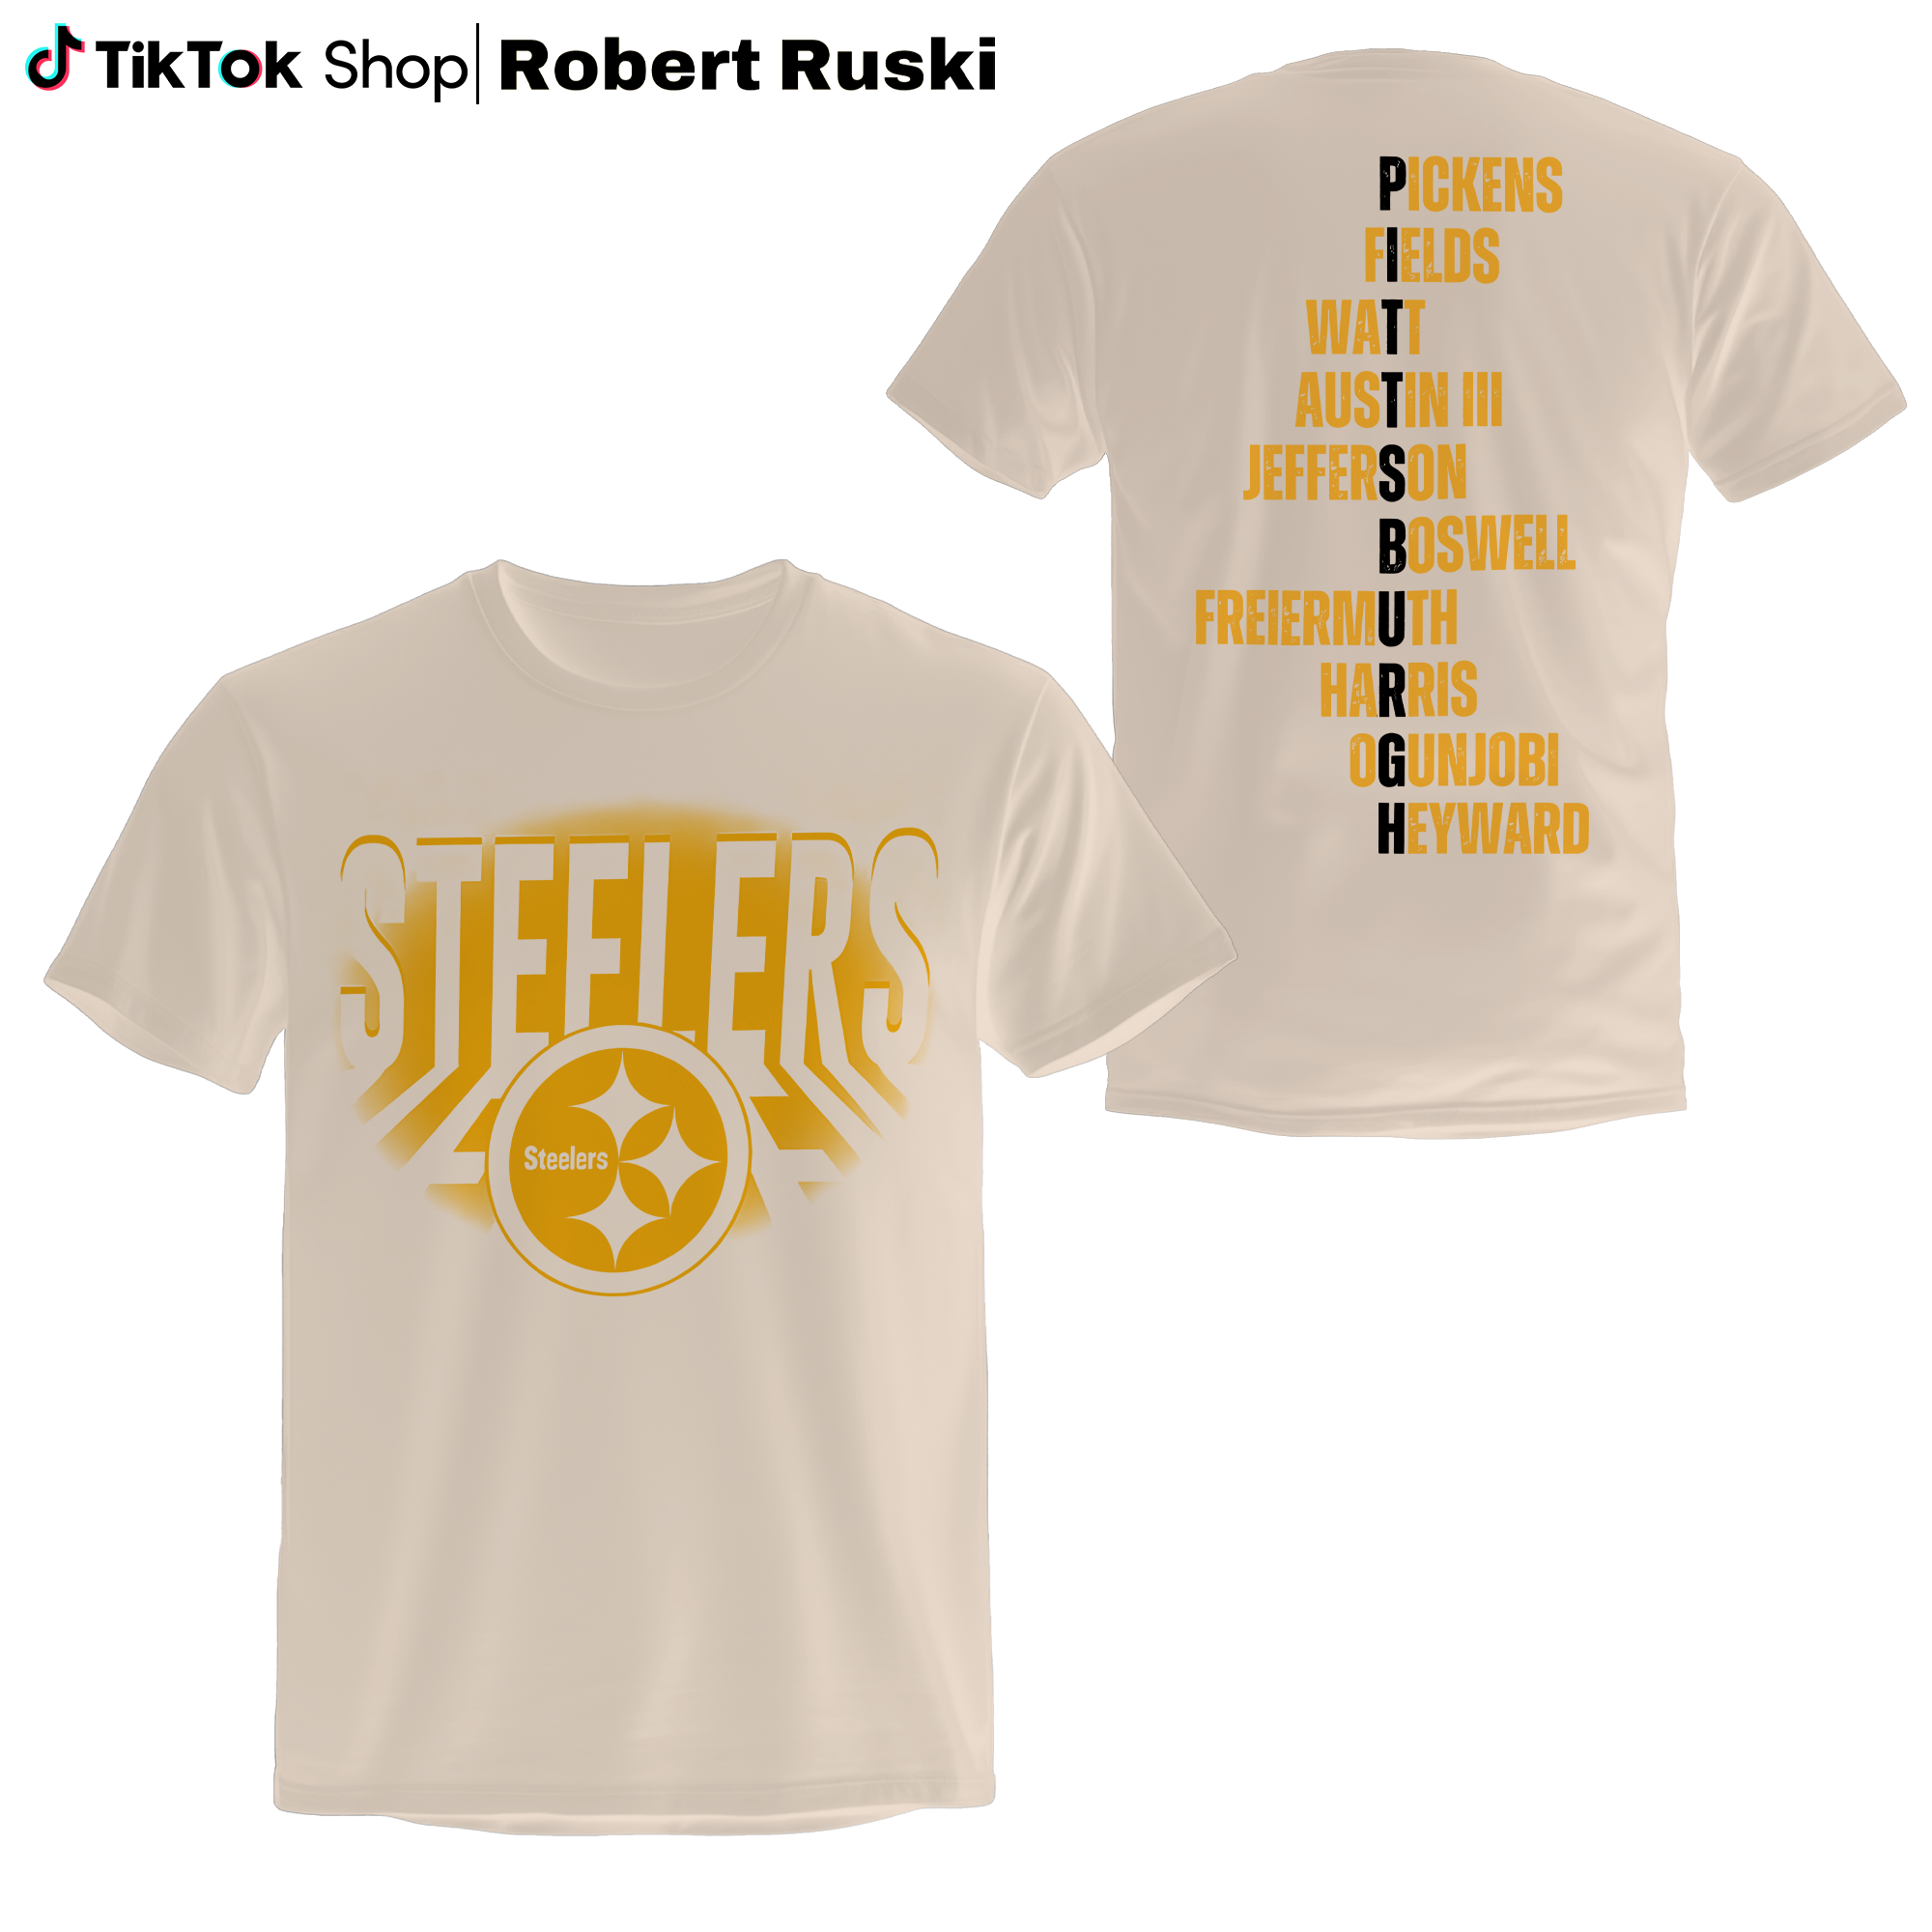 TikTok Shop | Robert Ruski
PICKENS
FIELDS
WATT
AUSTIN III
JEFFERSON
BOSWELL
FREIERMUTH
HARRIS
OGUNJOBI
HEYWARD
STEELERS
Steelers